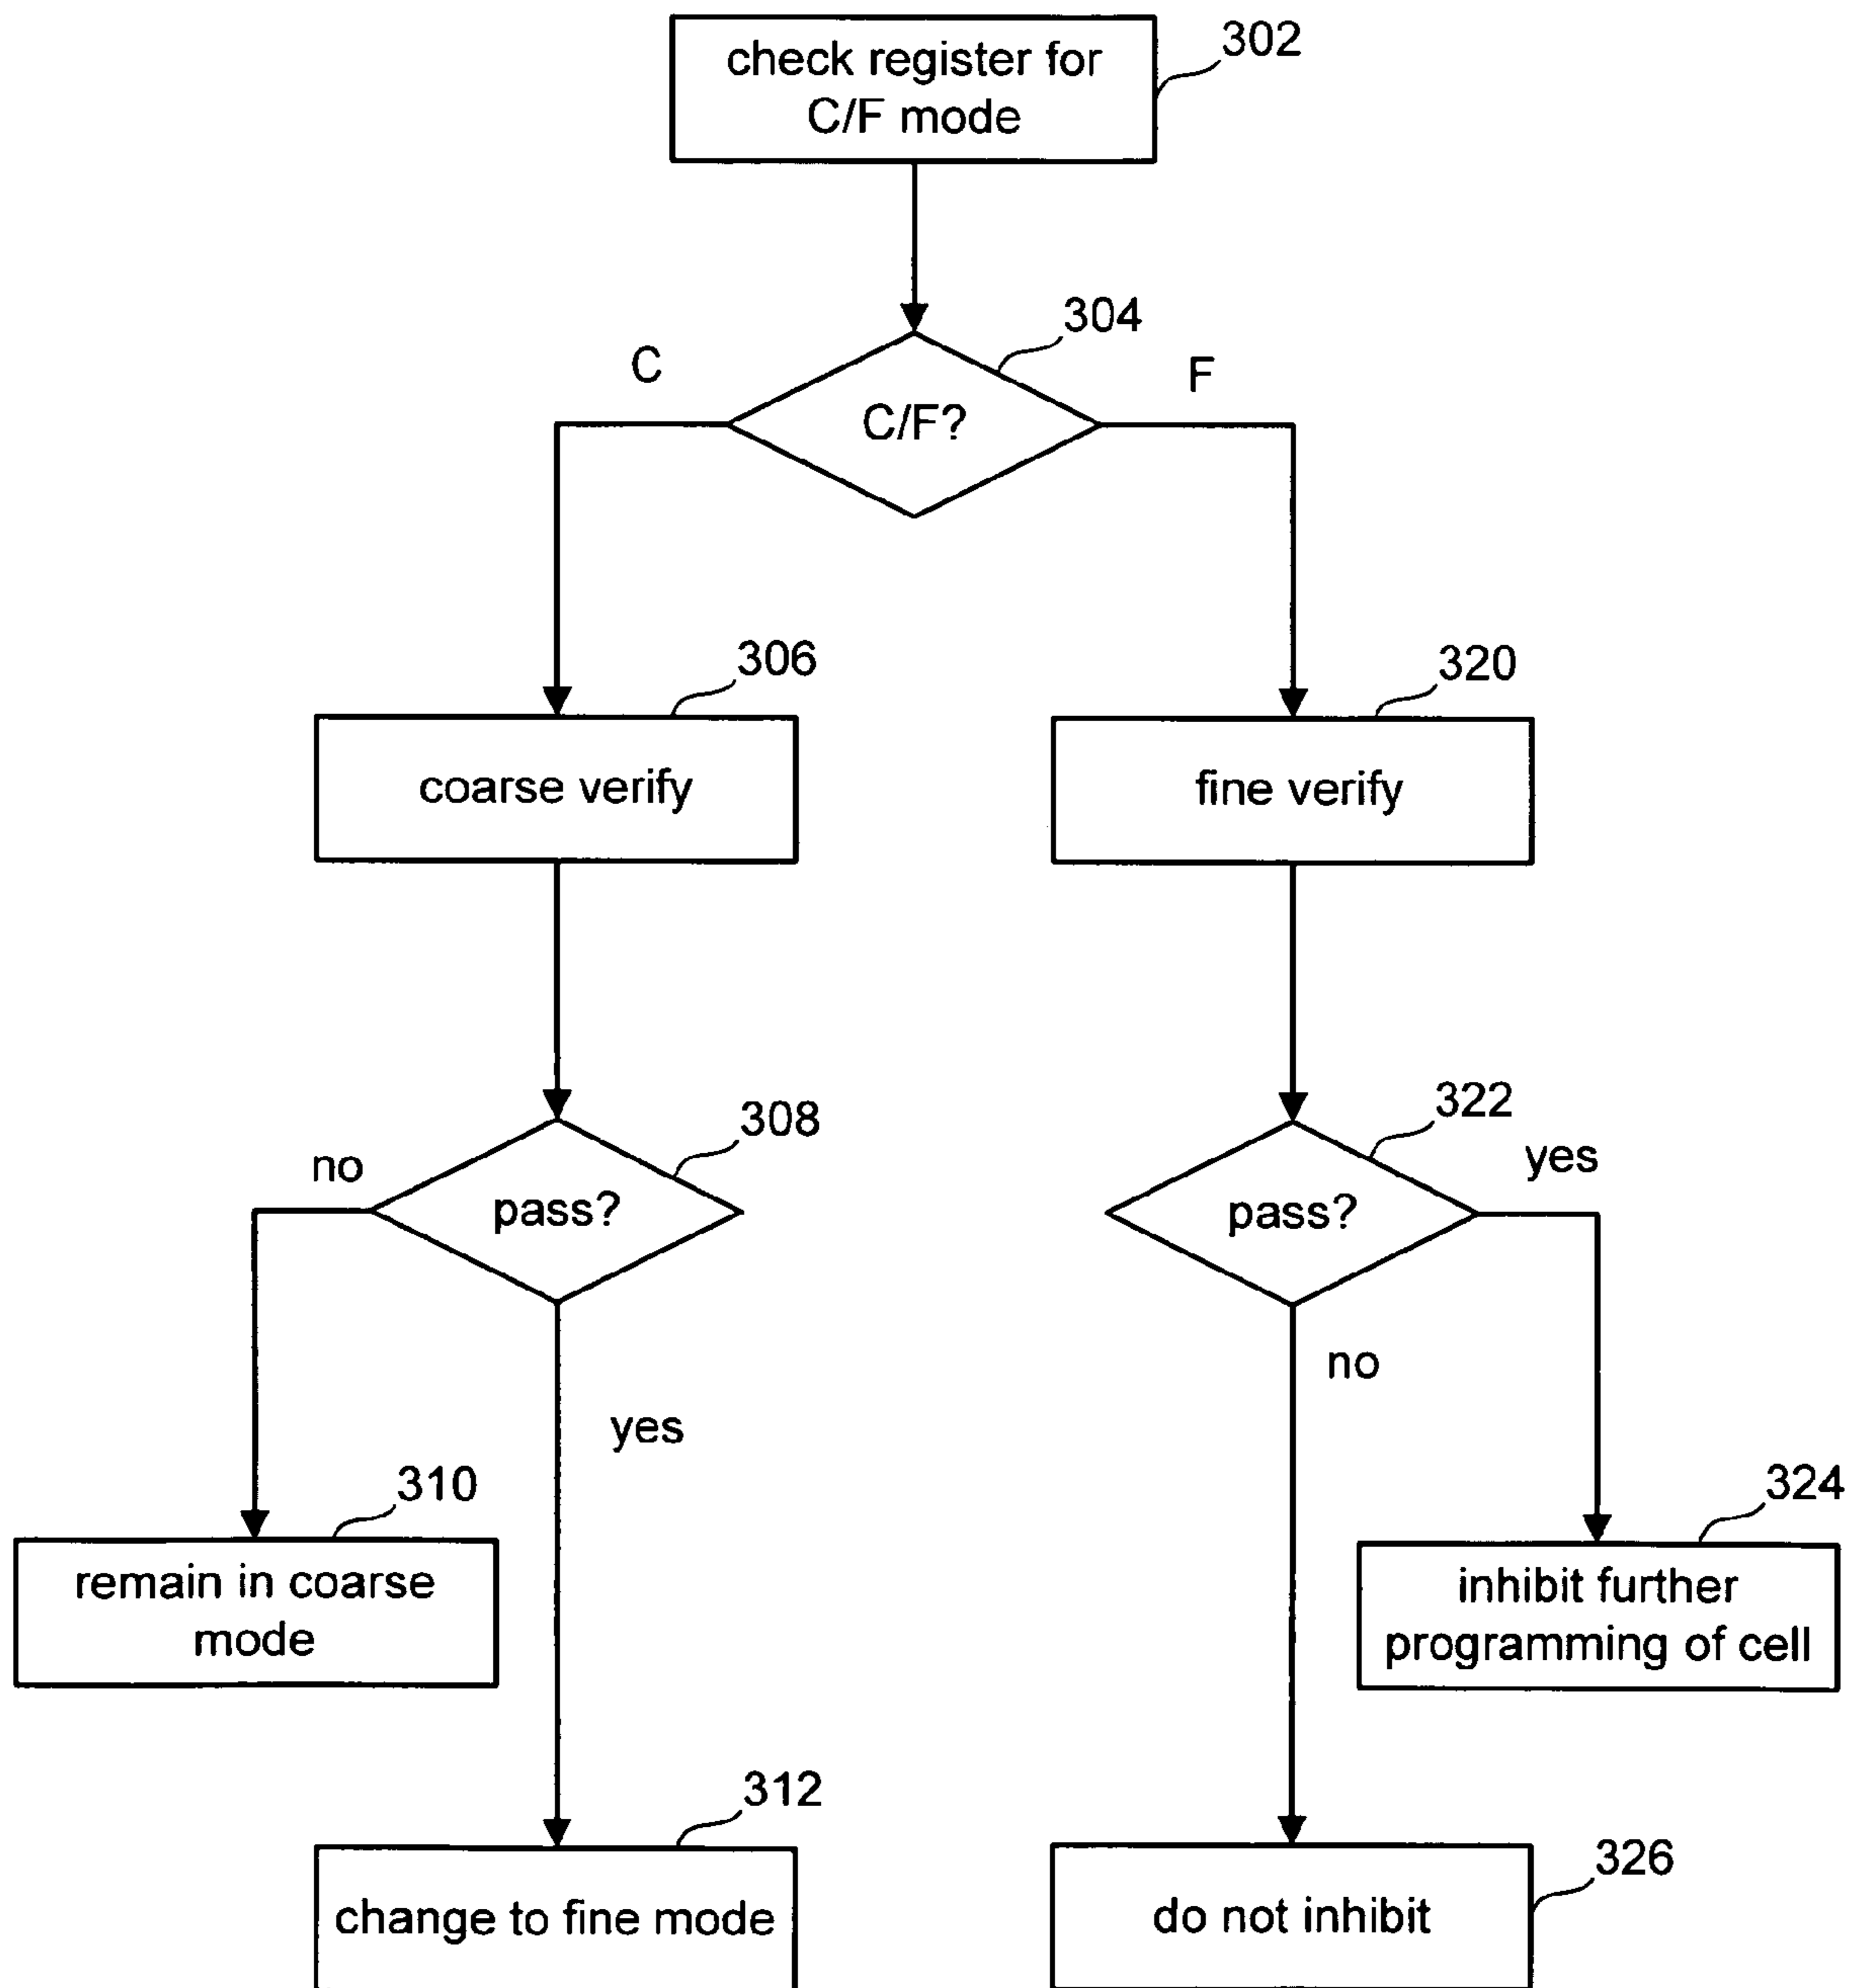 check register for
C/F mode
302
304
C
C/F?
F
306
320
coarse verify
fine verify
308
322
no
pass?
pass?
yes
no
yes
310
324
remain in coarse
mode
inhibit further
programming of cell
312
326
change to fine mode
do not inhibit